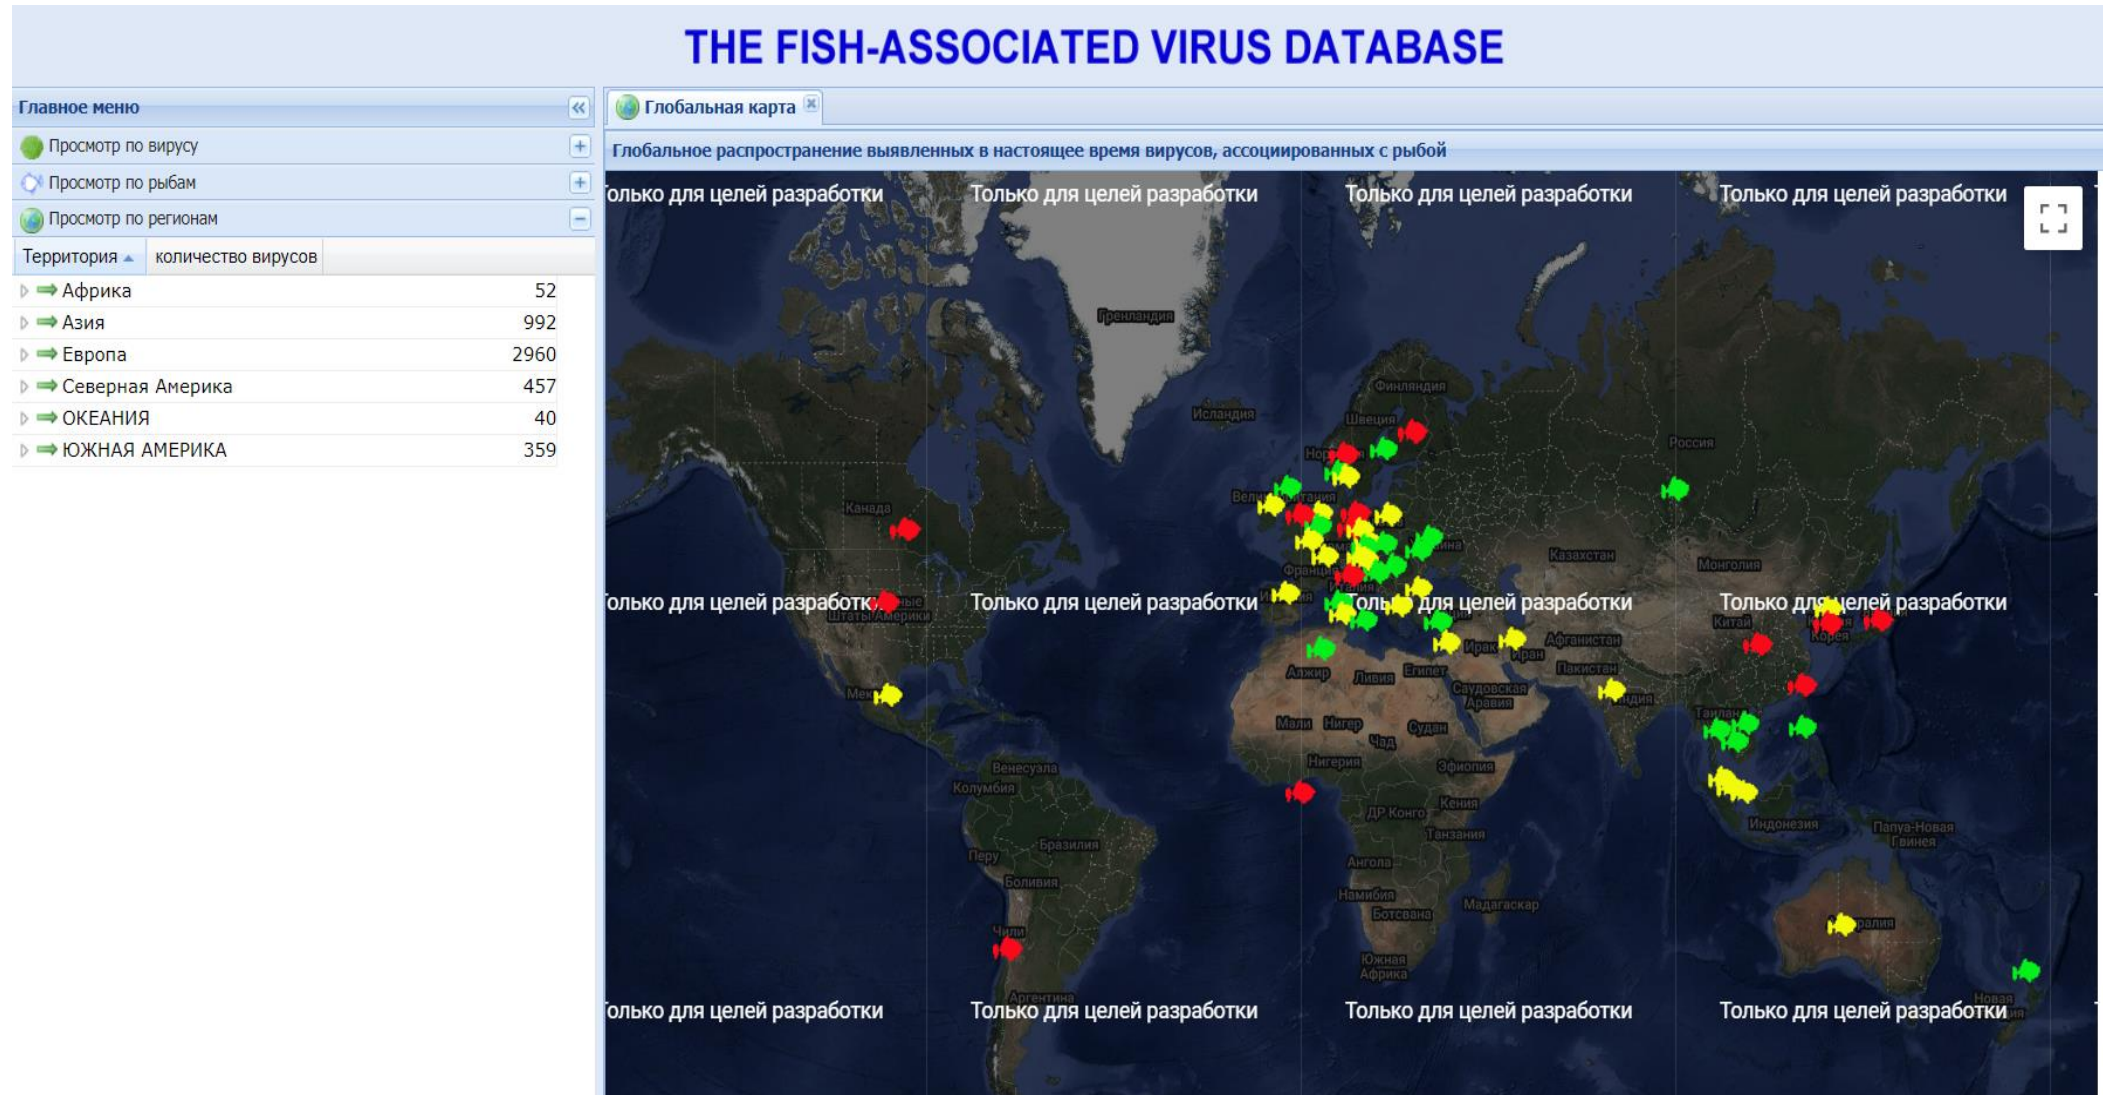 THE FISH-ASSOCIATED VIRUS DATABASE
Главное меню
Просмотр по вирусу
Просмотр по рыбам
Просмотр по регионам
Территория количество вирусов
Африка 52
Азия 992
Европа 2960
Северная Америка 457
ОКЕАНИЯ 40
ЮЖНАЯ АМЕРИКА 359
Глобальная карта
Глобальное распространение выявленных в настоящее время вирусов, ассоциированных с рыбой
олько для целей разработки Только для целей разработки Только для целей разработки Только для целей разработки
Гренландия
Финляндия
Исландия
Швеция
Россия
Канада
Казахстан
Монголия
олько для целей разработк Только для целей разработки Только для целей разработки Только для целей разработки
Штаты Америки
Китай
Корея
Афганистан
Ирак
Иран
Пакистан
Алжир
Ливия
Египет
Саудовская
Аравия
Мали
Нигер
Судан
Чад
Нигерия
Эфиопия
Венесуэла
Колумбия
Кения
ДР Конго
Танзания
Индонезия
Папуа-Новая
Гвинея
Бразилия
Перу
Ангола
Боливия
Намибия
Мадагаскар
Ботсвана
Чили
Южная
Африка
Аргентина
Новая
олько для целей разработки Только для целей разработки Только для целей разработки Только для целей разработки